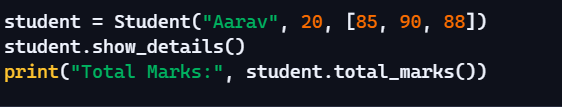 student = Student("Aarav", 20, [85, 90, 88])
student.show_details()
print("Total Marks:", student.total_marks())